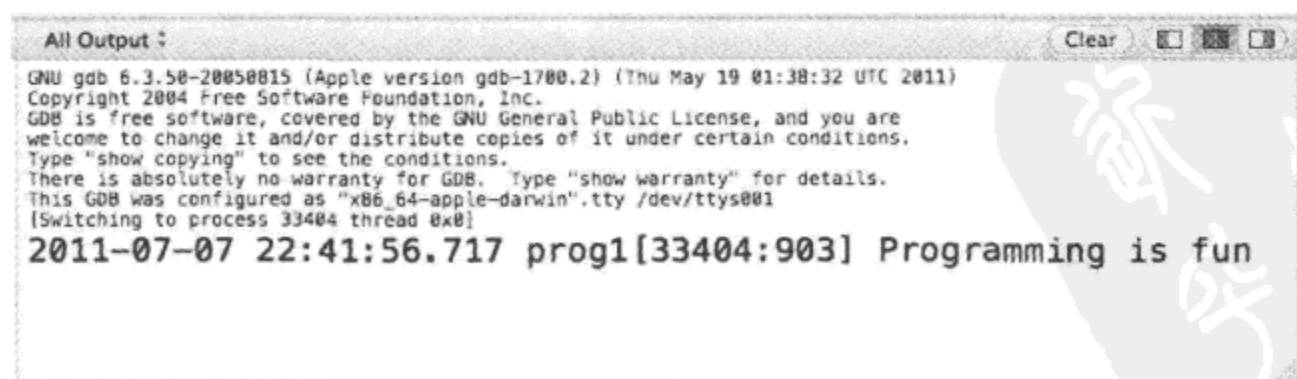 All Output
Clear
GNU gdb 6.3.50-20050815 (Apple version gdb-1700.2) (Thu May 19 01:38:32 UTC 2011)
Copyright 2004 Free Software Foundation, Inc.
GDB is free software, covered by the GNU General Public License, and you are
welcome to change it and/or distribute copies of it under certain conditions.
Type "show copying" to see the conditions.
There is absolutely no warranty for GDB.  Type "show warranty" for details.
This GDB was configured as "x86_64-apple-darwin".tty /dev/ttys001
[Switching to process 33404 thread 0x0]
2011-07-07 22:41:56.717 prog1[33404:903] Programming is fun